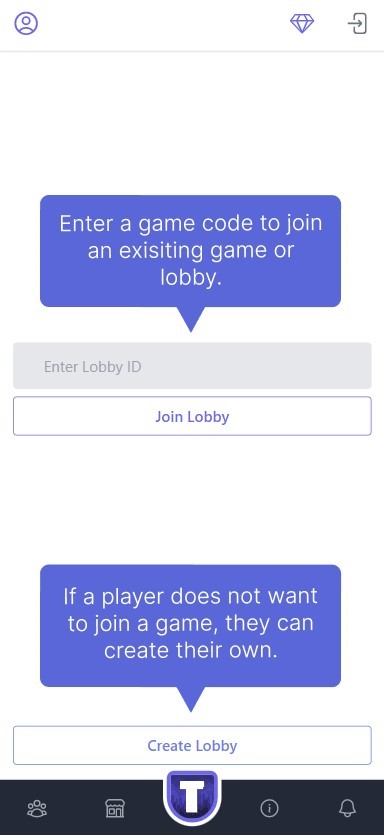 Enter a game code to join
an exisiting game or
lobby.
Enter Lobby ID
Join Lobby
If a player does not want
to join a game, they can
create their own.
Create Lobby
T